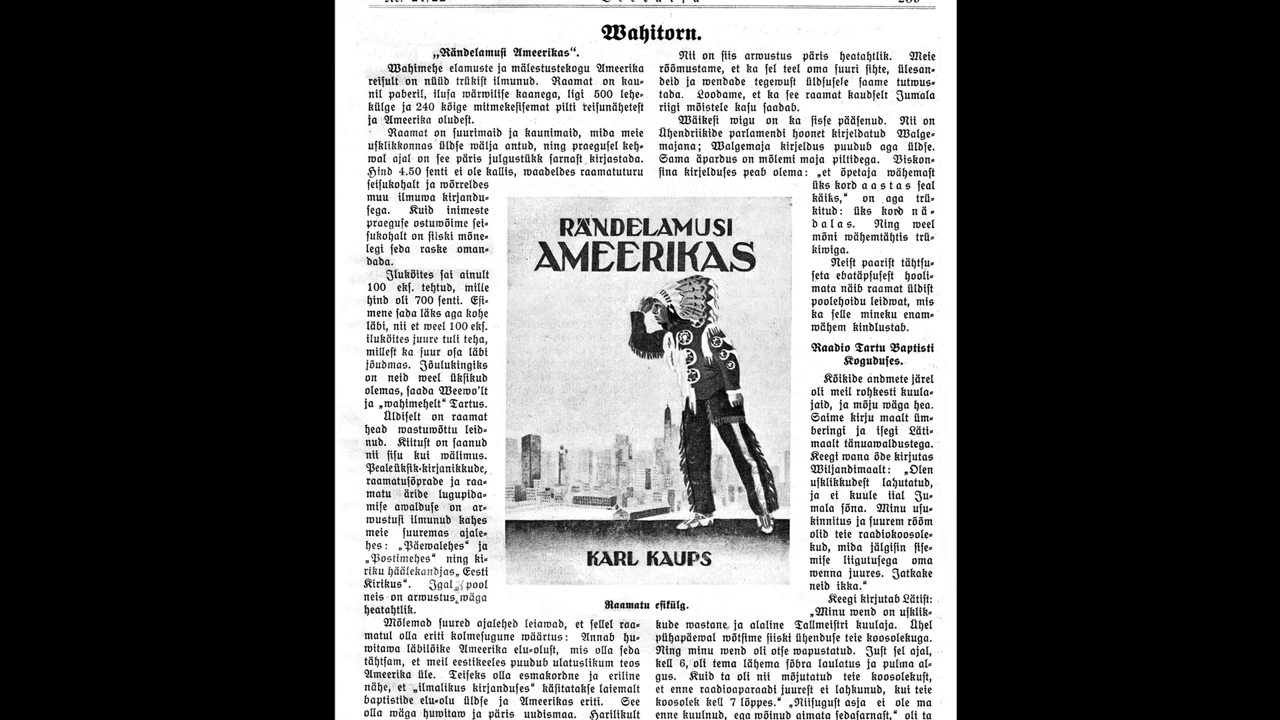 Wahitorn.
„Rändelamusi Ameerikas“.
Wahimehe elamuste ja mälestustekogu Ameerika
reisult on nüüd trükist ilmunud. Raamat on kau-
nil paberil, ilusa wärwilise kaanega, ligi 500 lehe-
külge ja 240 kõige mitmekesisemat pilti reisunähetest
ja Ameerika oludest.
Raamat on suurimaid ja kaunimaid, mida meie
usklikkonnas üldse wälja antud, ning praegusel keh-
wal ajal on see päris julgustükk sarnast kirjastada.
Hind 4.50 senti ei ole kallis, waadeldes raamatuturu
seisukohalt ja wõrreldes
muu ilmuwa kirjandu-
sega. Kuid inimeste
praeguse ostuwõime sei-
sukohalt on siiski mõne-
legi seda raske oman-
dada.
Ilukõites sai ainult
100 eks. tehtud, mille
hind oli 700 senti. Esi-
mene sada läks aga kohe
läbi, nii et weel 100 eks.
ilukõites juure tuli teha,
millest ka suur osa läbi
jõudmas. Jõulukingiks
on neid weel üksikud
olemas, saada Weewo'lt
ja „wahimehelt“ Tartus.
Üldiselt on raamat
head wastuwõttu leid-
nud. Kiitust on saanud
nii sisu kui wälimus.
Pealeüksik-kirjanikkude,
raamatusõprade ja raa-
matu äride lugupida-
mise awalduse on ar-
wustusi ilmunud kahes
meie suuremas ajale-
hes: „Päewalehes“ ja
„Postimehes“ ning ki-
riku häälekandjas „Eesti
Kirikus“. Igal pool
neis on arwustus wäga
heatahtlik.
Mõlemad suured ajalehed leiawad, et sellel raa-
matul olla eriti kolmesugune wäärtus: Annab hu-
witawa läbilõike Ameerika elu-olust, mis olla seda
tähtsam, et meil eestikeeles puudub ulatuslikum teos
Ameerika üle. Teiseks olla esmakordne ja eriline
nähe, et „ilmalikus kirjanduses“ käsitatakse laiemalt
baptistide elu-olu üldse ja Ameerikas eriti. See
olla wäga huwitaw ja päris uudismaa. Harilikult
RÄNDELAMUSI
AMEERIKAS
KARL KAUPS
Raamatu esikülg.
Nii on siis arwustus päris heatahtlik. Meie
rõõmustame, et ka sel teel oma suuri sihte, ülesan-
deid ja wendade tegewust üldsusele saame tutwus-
tada. Loodame, et ka see raamat kaudselt Jumala
riigi mõistele kasu saadab.
Wäikesi wigu on ka sisse pääsenud. Nii on
Ühendriikide parlamendi hoonet kirjeldatud Walge-
majana; Walgemaja kirjeldus puudub aga üldse.
Sama äpardus on mõlemi maja piltidega. Wiskon-
sina kirjelduses peab olema: „et õpetaja wähemast
üks kord aastas seal
käiks,“ on aga trü-
kitud: üks kord nä-
dalas. Ning weel
mõni wähemtähtis trü-
kiwiga.
Neist paarist tähtsu-
seta ebatäpsusest hooli-
mata näib raamat üldist
poolehoidu leidwat, mis
ka selle mineku enam-
wähem kindlustab.
Raadio Tartu Baptisti
Koguduses.
Kõikide andmete järel
oli meil rohkesti kuula-
jaid, ja mõju wäga hea.
Saime kirju maalt üm-
beringi ja isegi Läti-
maalt tänuawaldustega.
Keegi wana õde kirjutas
Wiljandimaalt: „Olen
usklikkudest lahutatud,
ja ei kuule iial Ju-
mala sõna. Minu usu-
kinnitus ja suurem rõõm
olid teie raadiokoosole-
kud, mida jälgisin sise-
mise liigutusega oma
wenna juures. Jatkake
neid ikka.“
Keegi kirjutab Lätist:
„Minu wend on usklik-
kude wastane ja alaline Tallmeistri kuulaja. Ühel
pühapäewal wõtsime siiski ühenduse teie koosolekuga.
Ning minu wend oli otse wapustatud. Just sel ajal,
kell 6, oli tema lähema sõbra laulatus ja pulma al-
gus. Kuid ta oli nii mõjutatud teie koosolekust,
et enne raadioaparaadi juurest ei lahkunud, kui teie
koosolek kell 7 lõppes.“ „Niisugust asja ei ole ma
enne kuulnud, ega wõinud aimata sedasarnast,“ oli ta